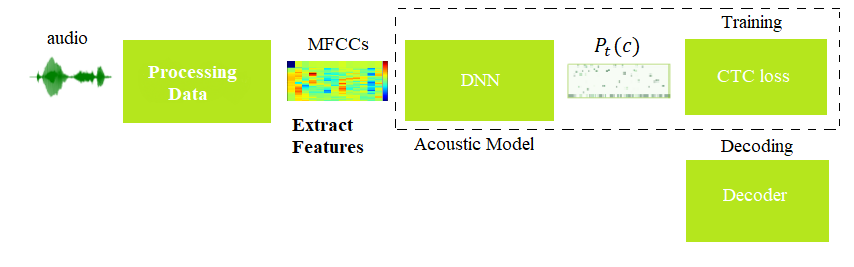 audio
Processing
Data
MFCCs
Extract
Features
DNN
Acoustic Model
P_t(c)
Training
CTC loss
Decoding
Decoder